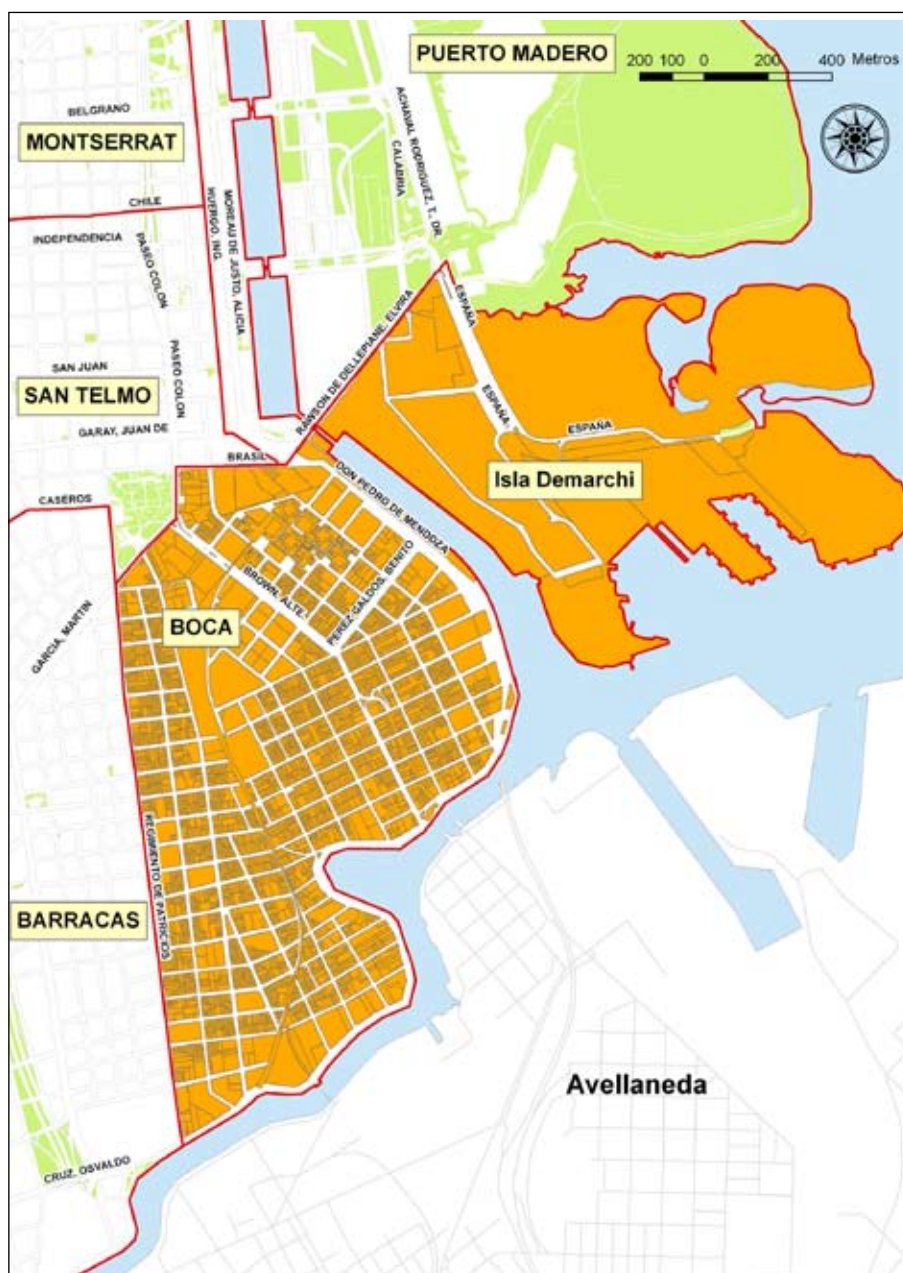 PUERTO MADERO
200 100 0 200 400 Metros
BELGRANO
MONTSERRAT
ACHAVAL RODRIGUEZ, T., DR.
CALABRIA
CHILE
INDEPENDENCIA
PASEO COLON
HUERGO, ING.
MOREAU DE JUSTO, ALICIA
ESPAÑA
RAWSON DE DELLEPIANE, ELVIRA
SAN JUAN
PASEO COLON
SAN TELMO
GARAY, JUAN DE
ESPAÑA
ESPAÑA
BRASIL
Isla Demarchi
DON PEDRO DE MENDOZA
CASEROS
BROWN, ALTE.
PEREZ GALDOS, BENITO
BOCA
GARCIA, MARTIN
REGIMIENTO DE PATRICIOS
BARRACAS
Avellaneda
CRUZ, OSVALDO